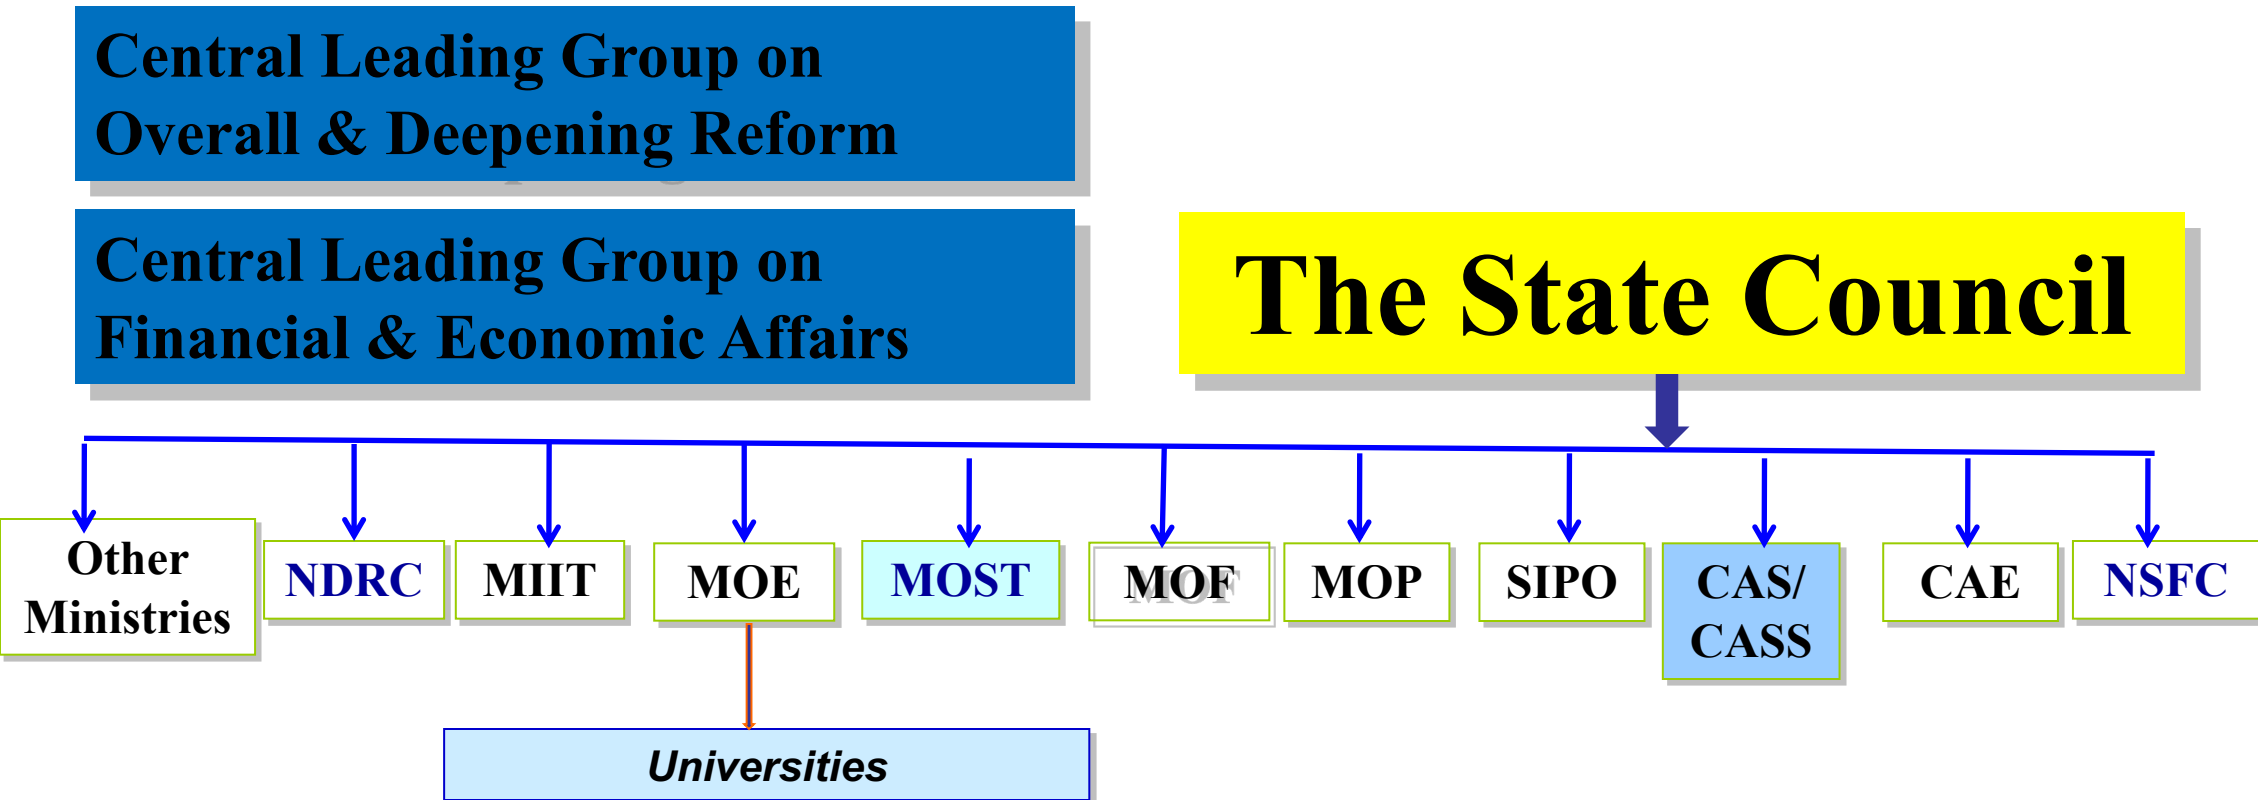 Central Leading Group on
Overall & Deepening Reform
Central Leading Group on
Financial & Economic Affairs
The State Council
Other
Ministries
NDRC
MIIT
MOE
MOST
MOF
MOP
SIPO
CAS/
CASS
CAE
NSFC
Universities